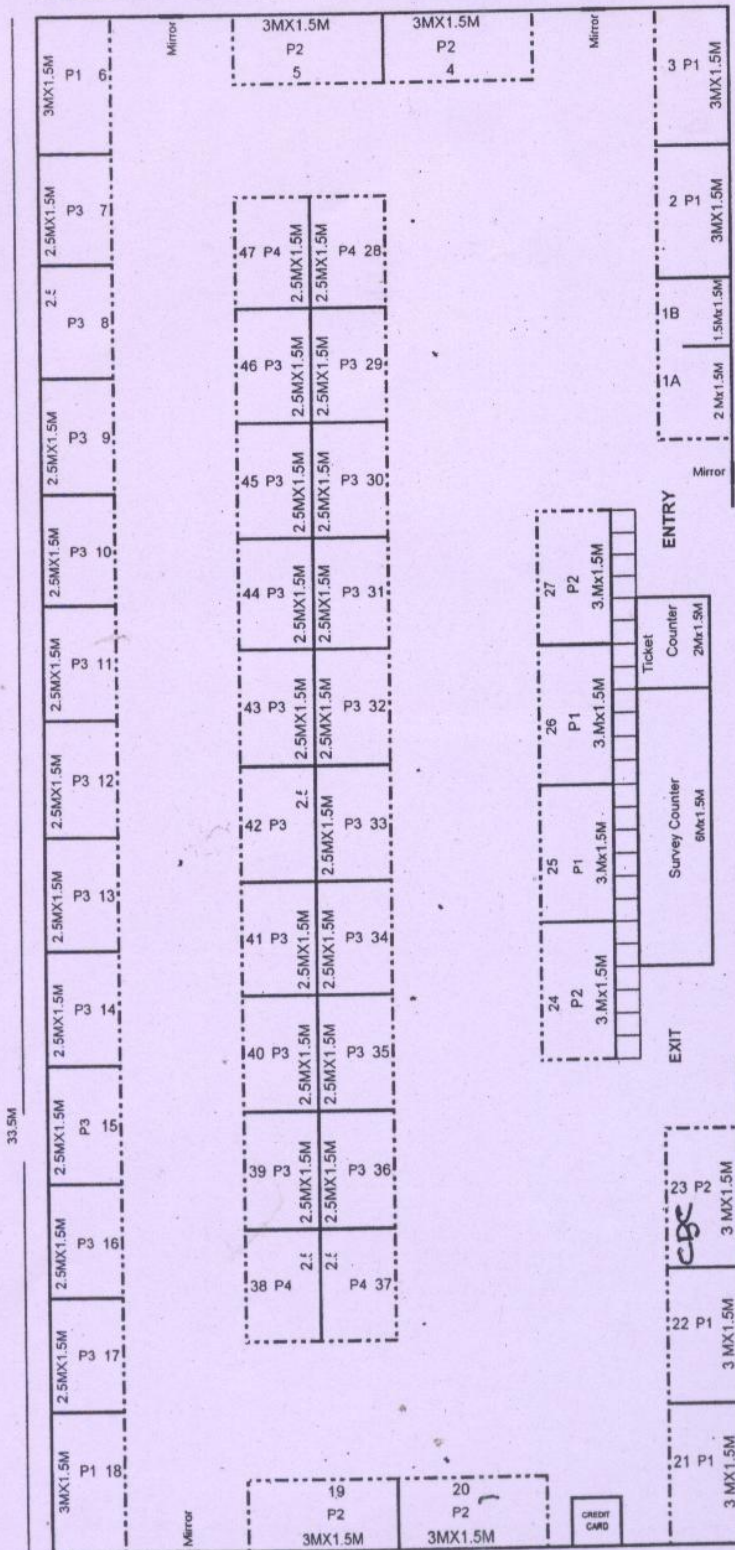 33.5M
3MX1.5M
P1 6
2.5MX1.5M
P3 7
2.5
P3 8
2.5MX1.5M
P3 9
2.5MX1.5M
P3 10
2.5MX1.5M
P3 11
2.5MX1.5M
P3 12
2.5MX1.5M
P3 13
2.5MX1.5M
P3 14
2.5MX1.5M
P3 15
2.5MX1.5M
P3 16
2.5MX1.5M
P3 17
3MX1.5M
P1 18
Mirror
Mirror
3MX1.5M
P2
5
3MX1.5M
P2
4
Mirror
47 P4
2.5MX1.5M
2.5MX1.5M
P4 28
46 P3
2.5MX1.5M
2.5MX1.5M
P3 29
45 P3
2.5MX1.5M
2.5MX1.5M
P3 30
44 P3
2.5MX1.5M
2.5MX1.5M
P3 31
43 P3
2.5MX1.5M
2.5MX1.5M
P3 32
42 P3
2.5
2.5MX1.5M
P3 33
41 P3
2.5MX1.5M
2.5MX1.5M
P3 34
40 P3
2.5MX1.5M
2.5MX1.5M
P3 35
39 P3
2.5MX1.5M
2.5MX1.5M
P3 36
38 P4
2.5
2.5
P4 37
19
P2
3MX1.5M
20
P2
3MX1.5M
CREDIT
CARD
3 P1
3MX1.5M
2 P1
3MX1.5M
1B
1.5Mx1.5M
1A
2 Mx1.5M
Mirror
ENTRY
27
P2
3.Mx1.5M
26
P1
3.Mx1.5M
25
P1
3.Mx1.5M
24
P2
3.Mx1.5M
Ticket
Counter
2Mx1.5M
Survey Counter
6Mx1.5M
EXIT
23 P2
CBC
3 MX1.5M
22 P1
3 MX1.5M
21 P1
3 MX1.5M